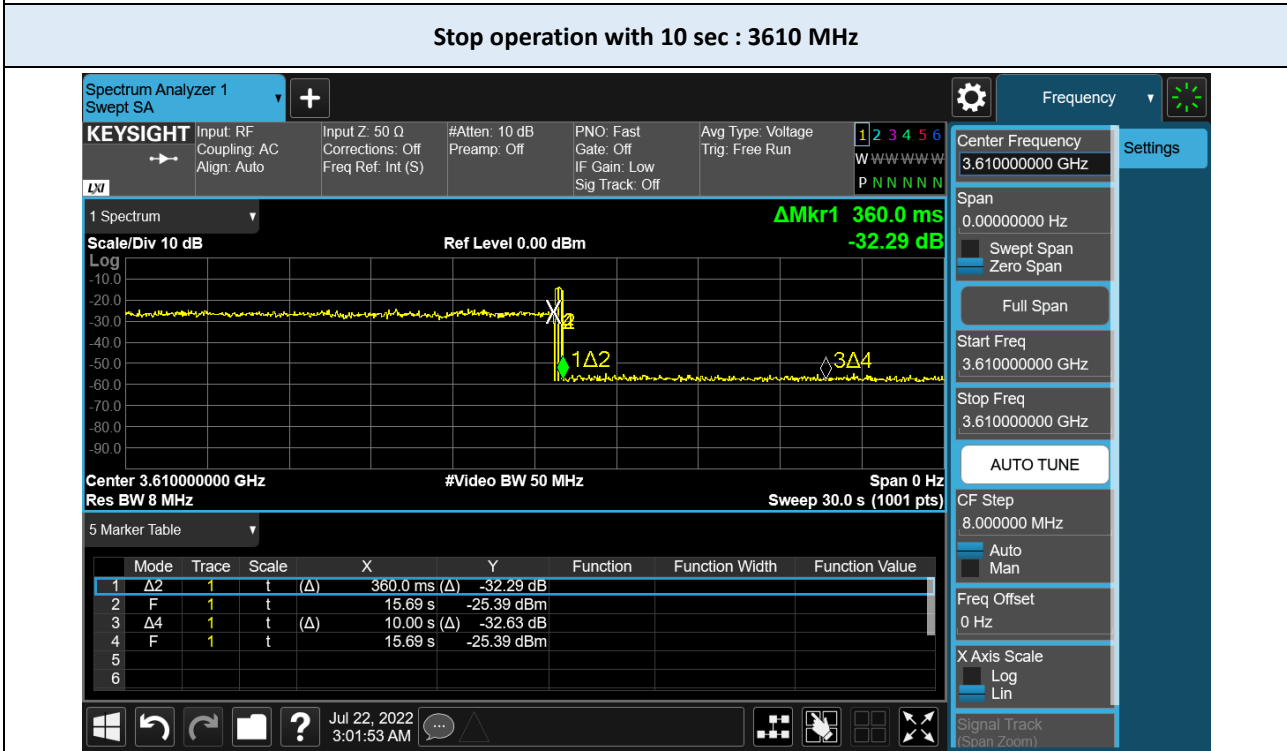 Stop operation with 10 sec : 3610 MHz
Spectrum Analyzer 1
Swept SA
+
Frequency
KEYSIGHT
LXI
Input: RF
Coupling: AC
Align: Auto
Input Z: 50 Ω
Corrections: Off
Freq Ref: Int (S)
#Atten: 10 dB
Preamp: Off
PNO: Fast
Gate: Off
IF Gain: Low
Sig Track: Off
Avg Type: Voltage
Trig: Free Run
1 2 3 4 5 6
W W W W W W
P N N N N N
1 Spectrum
Scale/Div 10 dB
Ref Level 0.00 dBm
ΔMkr1 360.0 ms
-32.29 dB
Log
-10.0
-20.0
-30.0
-40.0
-50.0
-60.0
-70.0
-80.0
-90.0
X
1Δ2
3Δ4
Center 3.610000000 GHz
#Video BW 50 MHz
Span 0 Hz
Res BW 8 MHz
Sweep 30.0 s (1001 pts)
5 Marker Table
Mode Trace Scale X Y Function Function Width Function Value
1 Δ2 1 t (Δ) 360.0 ms (Δ) -32.29 dB
2 F 1 t 15.69 s -25.39 dBm
3 Δ4 1 t (Δ) 10.00 s (Δ) -32.63 dB
4 F 1 t 15.69 s -25.39 dBm
5
6
?
Jul 22, 2022
3:01:53 AM
Center Frequency
3.610000000 GHz
Settings
Span
0.00000000 Hz
Swept Span
Zero Span
Full Span
Start Freq
3.610000000 GHz
Stop Freq
3.610000000 GHz
AUTO TUNE
CF Step
8.000000 MHz
Auto
Man
Freq Offset
0 Hz
X Axis Scale
Log
Lin
Signal Track
(Span Zoom)